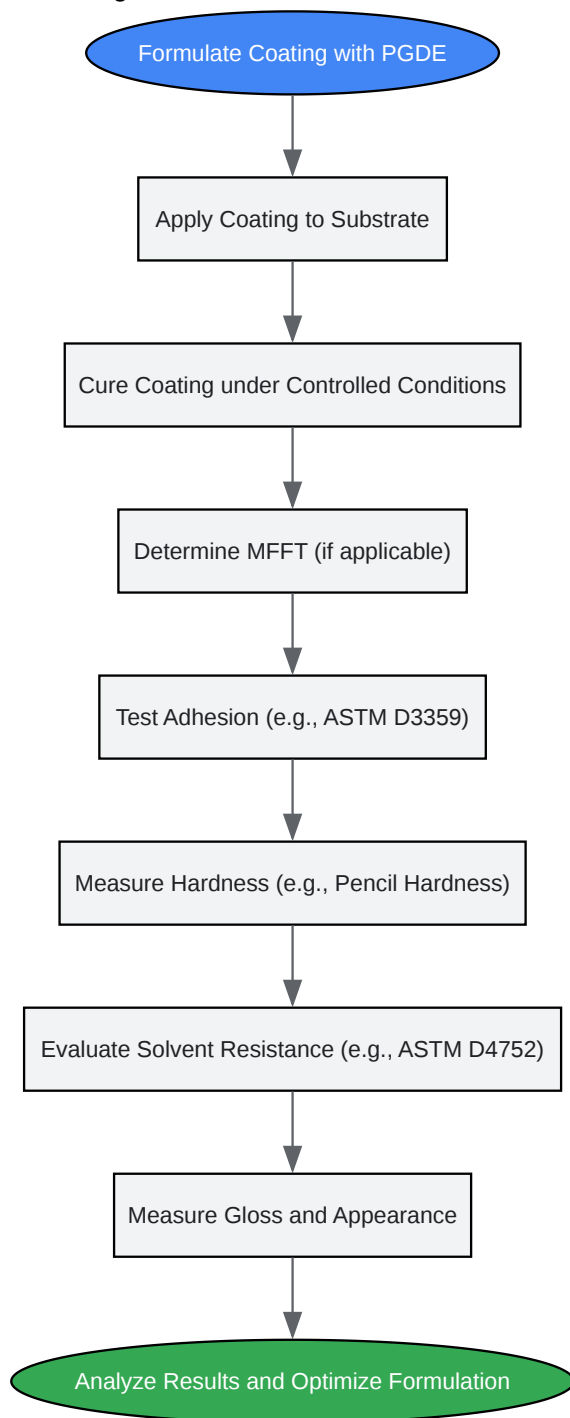 Formulate Coating with PGDE
Apply Coating to Substrate
Cure Coating under Controlled Conditions
Determine MFFT (if applicable)
Test Adhesion (e.g., ASTM D3359)
Measure Hardness (e.g., Pencil Hardness)
Evaluate Solvent Resistance (e.g., ASTM D4752)
Measure Gloss and Appearance
Analyze Results and Optimize Formulation